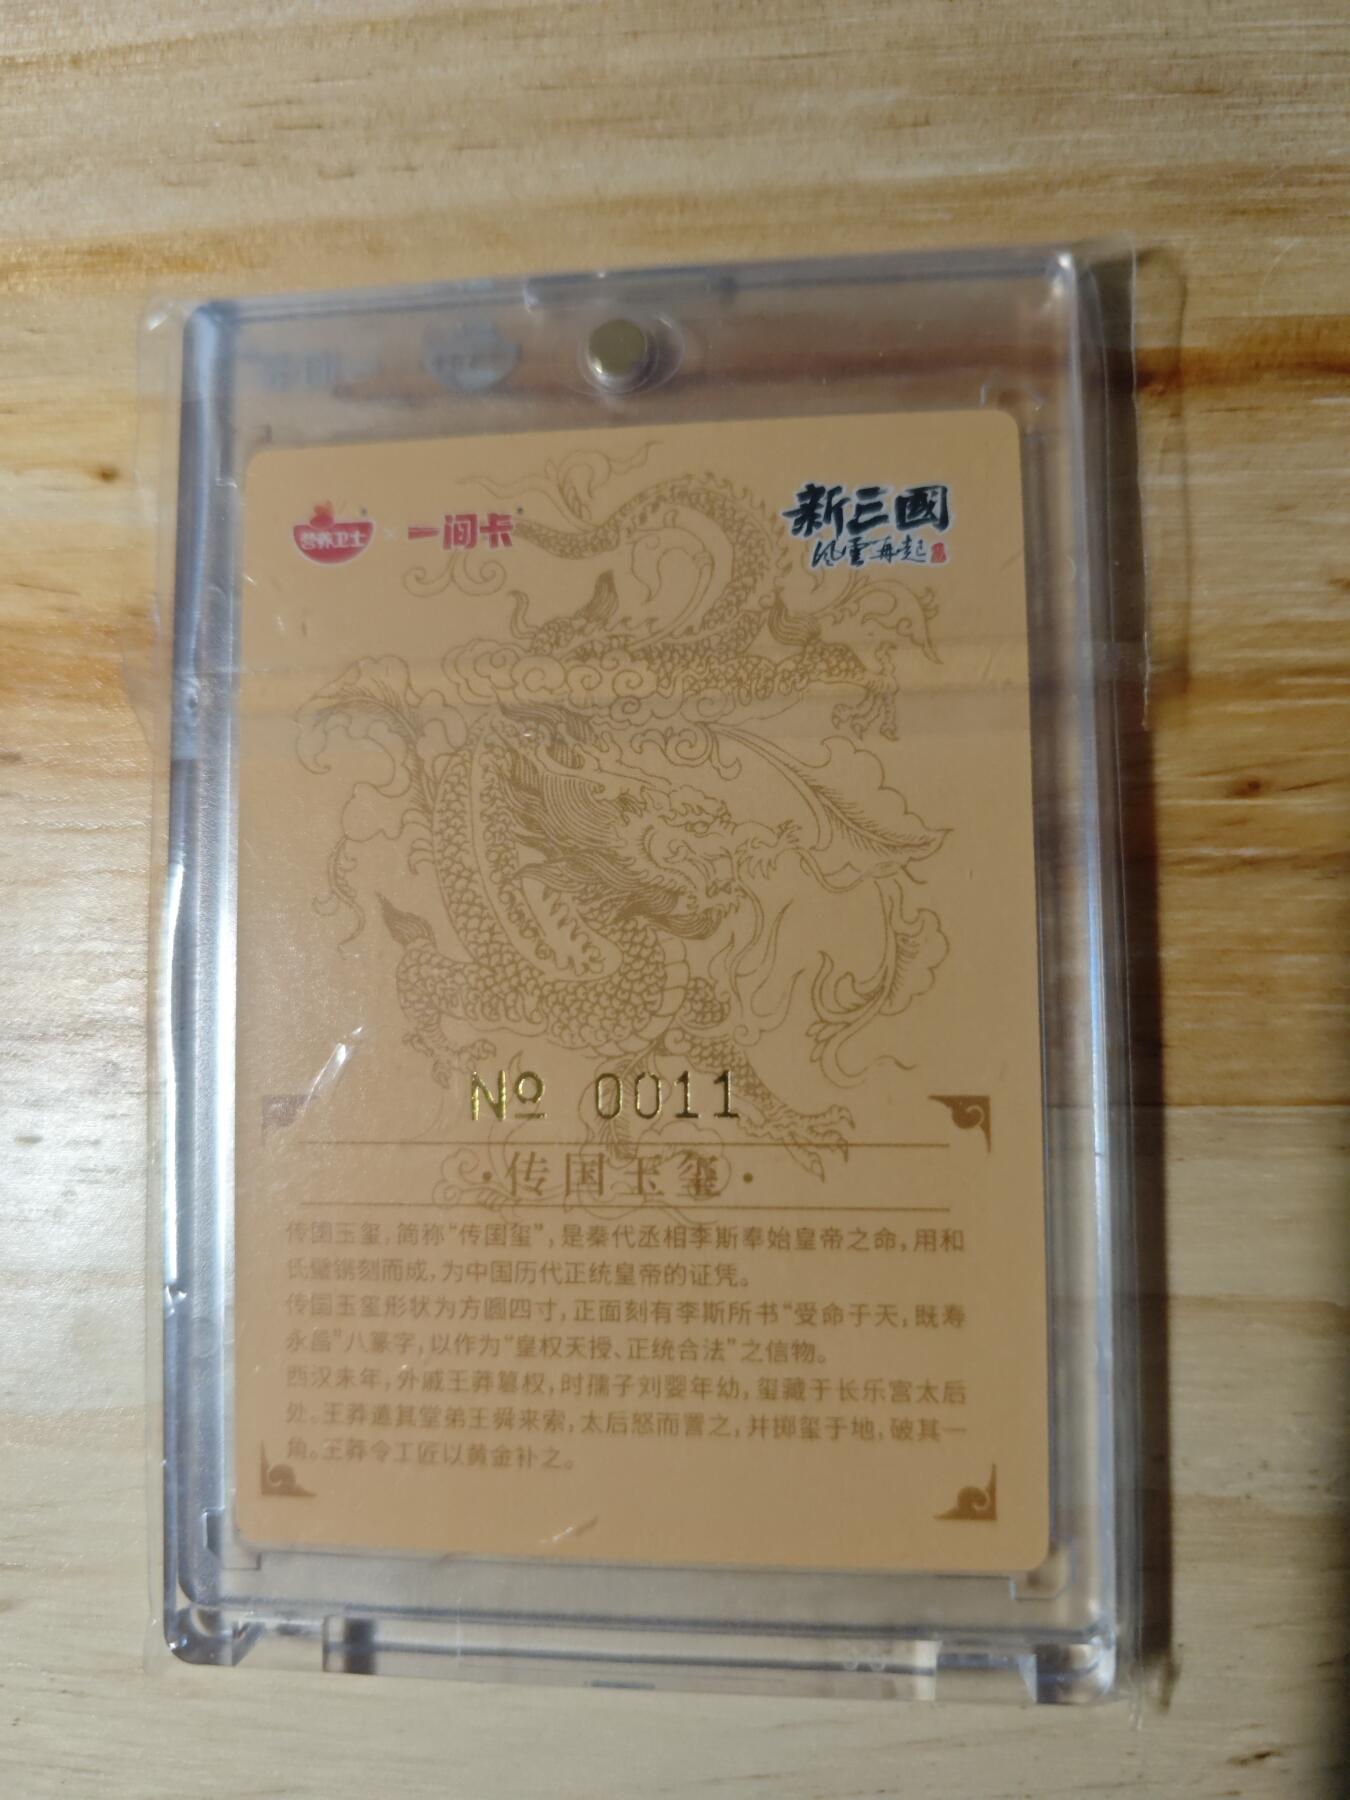 营养卫士 × 一间卡
新三國
风雲再起
№ 0011
·传国玉玺·
传国玉玺，简称“传国玺”，是秦代丞相李斯奉始皇帝之命，用和
氏璧镌刻而成，为中国历代正统皇帝的证凭。
传国玉玺形状为方圆四寸，正面刻有李斯所书“受命于天，既寿
永昌”八篆字，以作为“皇权天授、正统合法”之信物。
西汉末年，外戚王莽篡权，时孺子刘婴年幼，玺藏于长乐宫太后
处。王莽遣其堂弟王舜来索，太后怒而詈之，并掷玺于地，破其一
角。王莽令工匠以黄金补之。